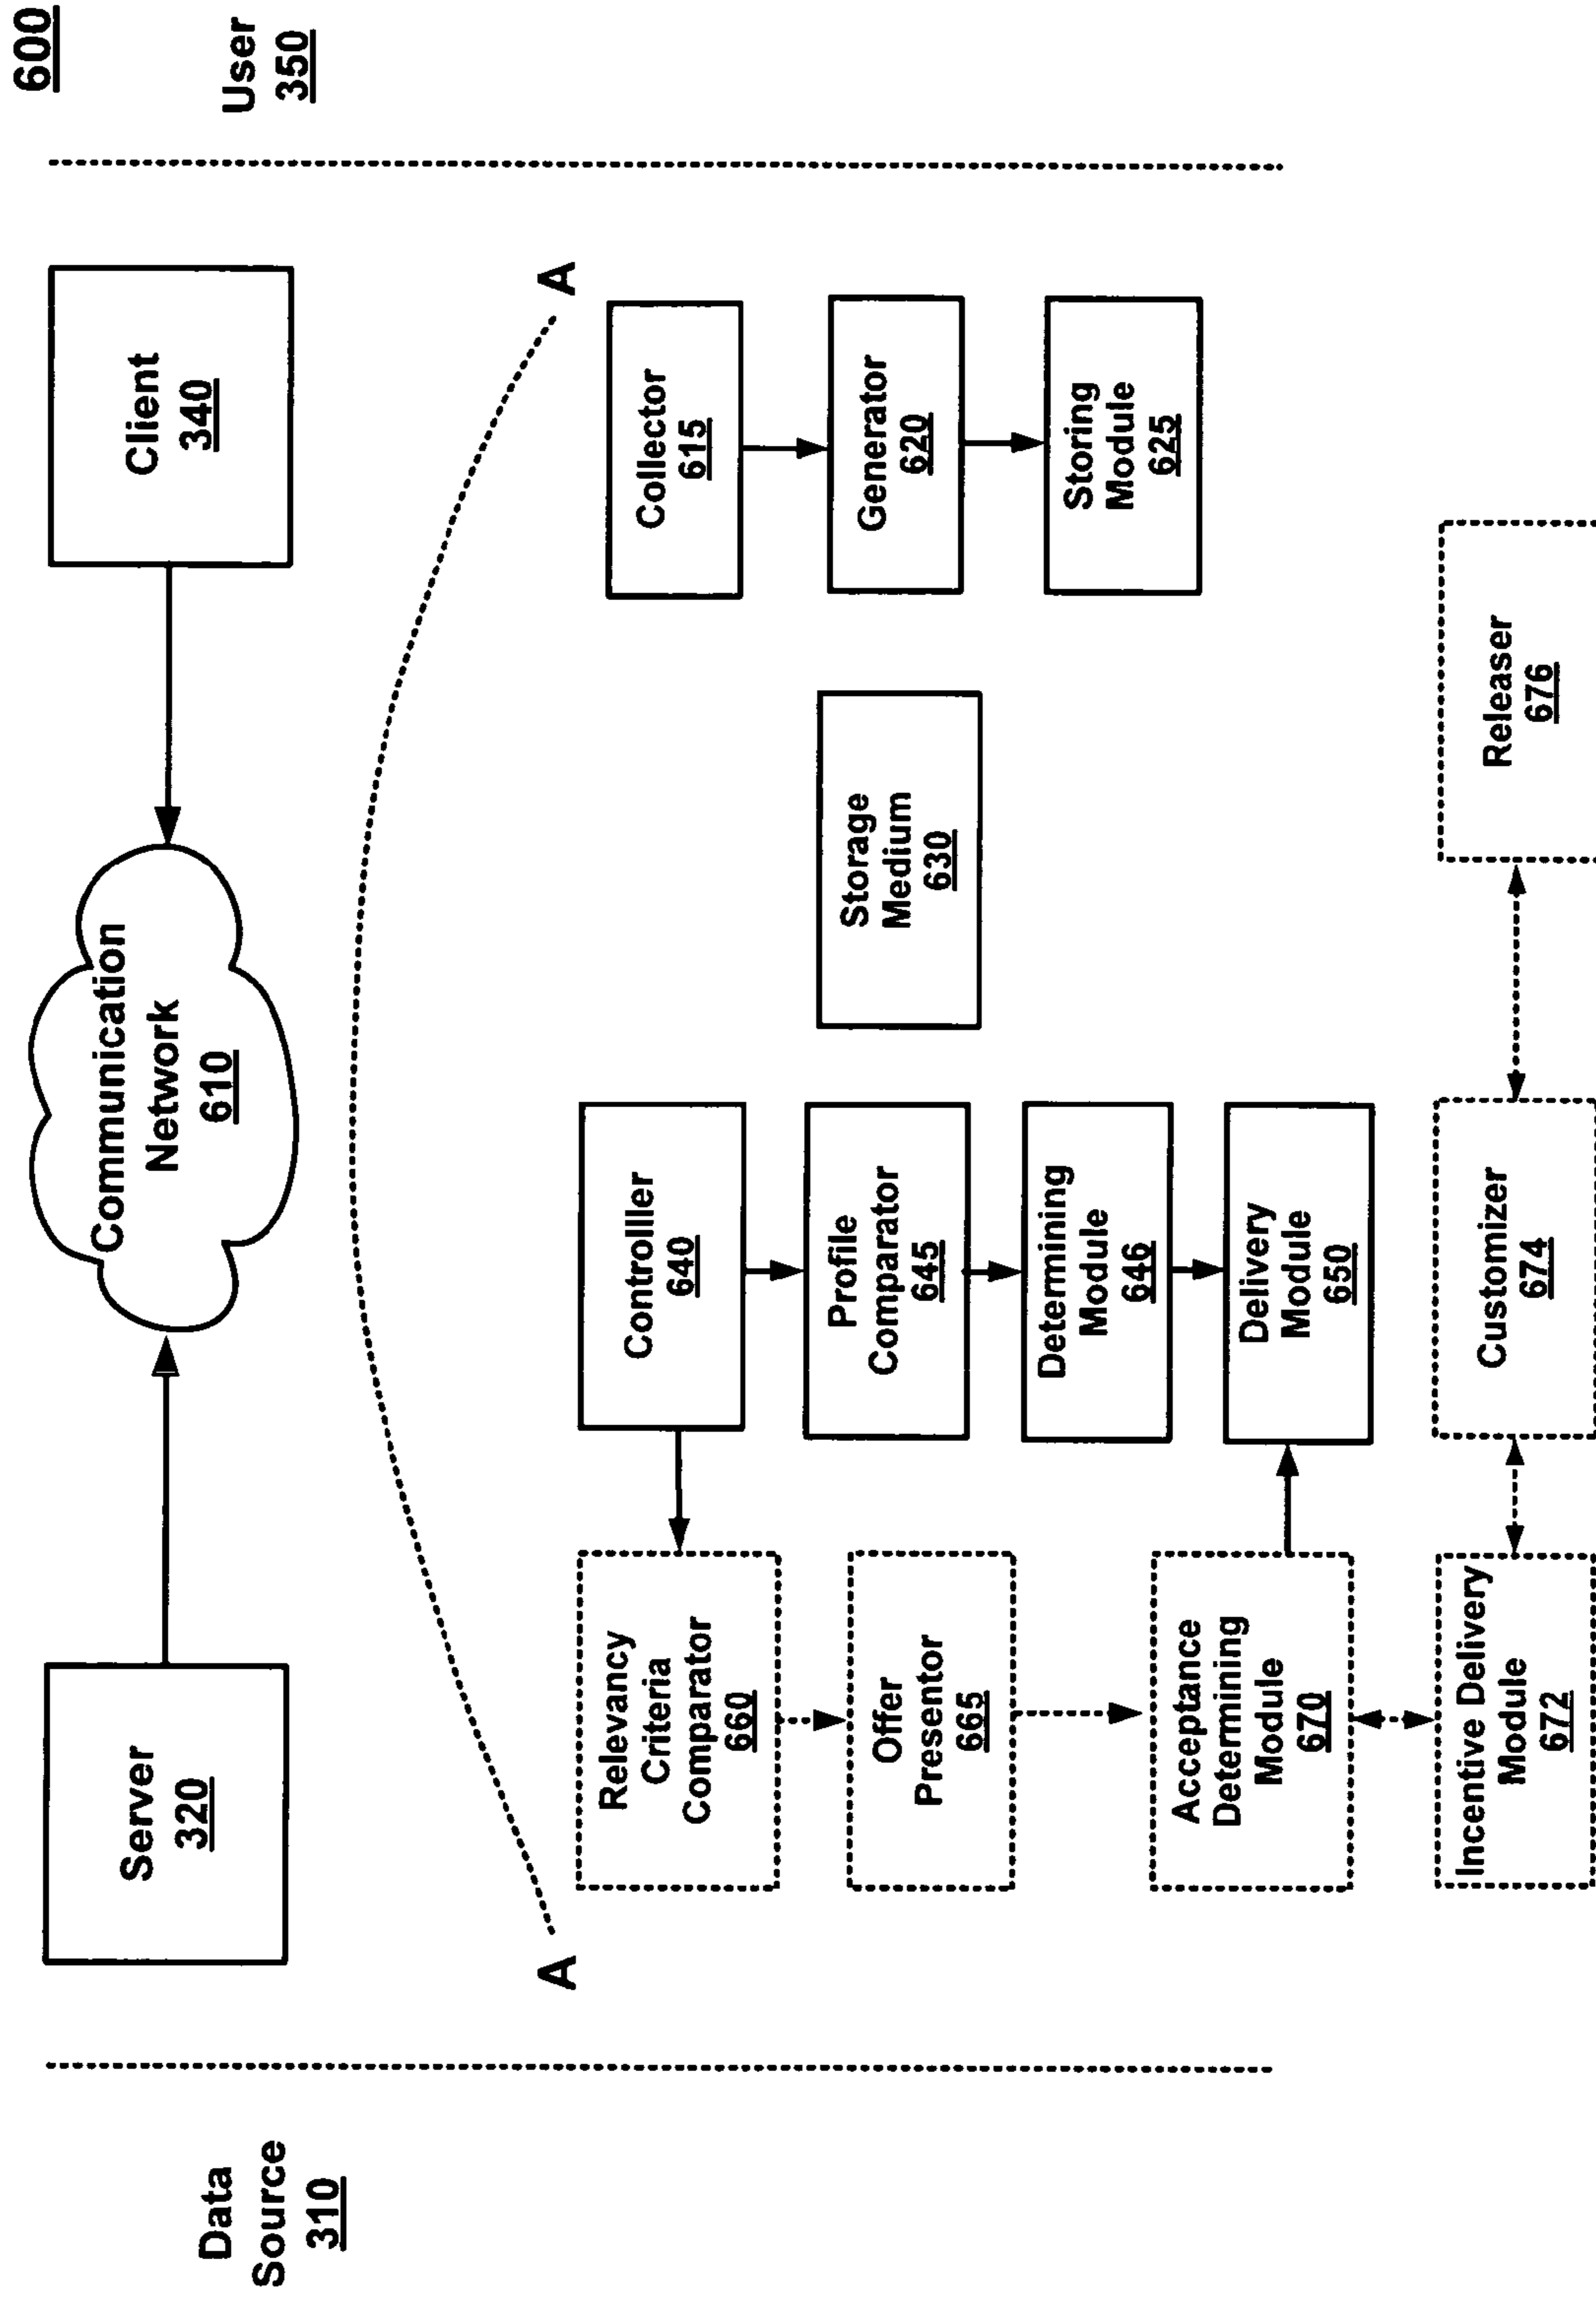 600
Data
Source
310
Server
320
Communication
Network
610
Client
340
User
350
A
A
Relevancy
Criteria
Comparator
660
Controlller
640
Collector
615
Offer
Presentor
665
Profile
Comparator
645
Storage
Medium
630
Generator
620
Acceptance
Determining
Module
670
Determining
Module
646
Storing
Module
625
Delivery
Module
650
Incentive Delivery
Module
672
Customizer
674
Releaser
676